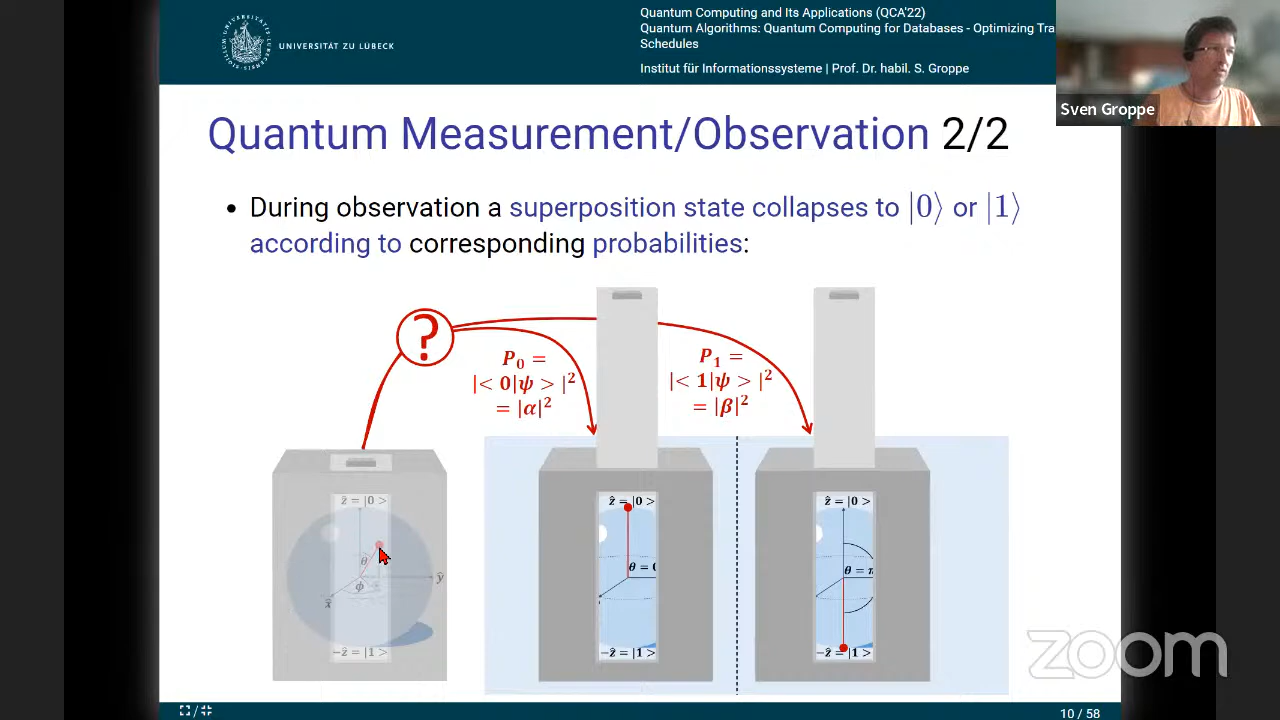 UNIVERSITÄT ZU LÜBECK
Quantum Computing and Its Applications (QCA'22)
Quantum Algorithms: Quantum Computing for Databases - Optimizing Tra
Schedules
Institut für Informationssysteme | Prof. Dr. habil. S. Groppe
Sven Groppe
Quantum Measurement/Observation 2/2
• During observation a superposition state collapses to |0⟩ or |1⟩
according to corresponding probabilities:
?
P₀ =
|< 0|ψ > |²
= |α|²
P₁ =
|< 1|ψ > |²
= |β|²
ẑ = |0 >
θ
ϕ
ŷ
x̂
−ẑ = |1 >
ẑ = |0 >
θ = 0
−ẑ = |1 >
ẑ = |0 >
θ = π
−ẑ = |1 >
zoom
10 / 58